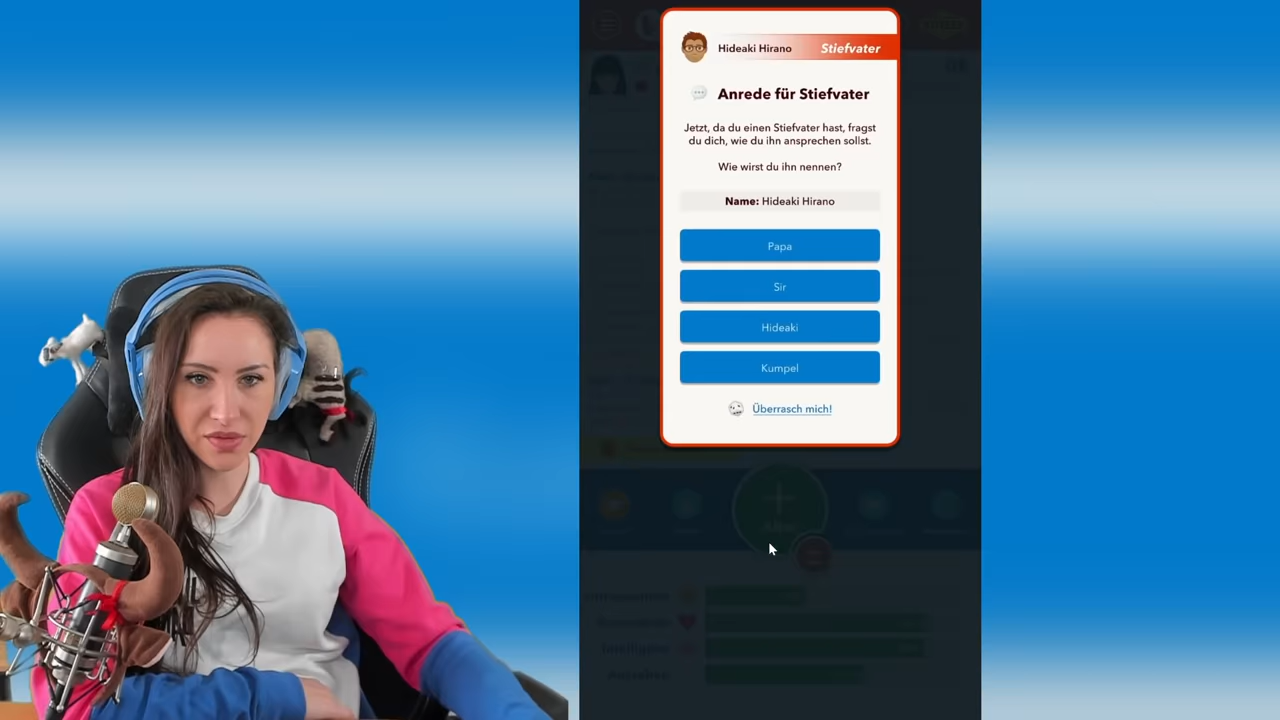 Hideaki Hirano Stiefvater
Anrede für Stiefvater
Jetzt, da du einen Stiefvater hast, fragst
du dich, wie du ihn ansprechen sollst.
Wie wirst du ihn nennen?
Name: Hideaki Hirano
Papa
Sir
Hideaki
Kumpel
Überrasch mich!